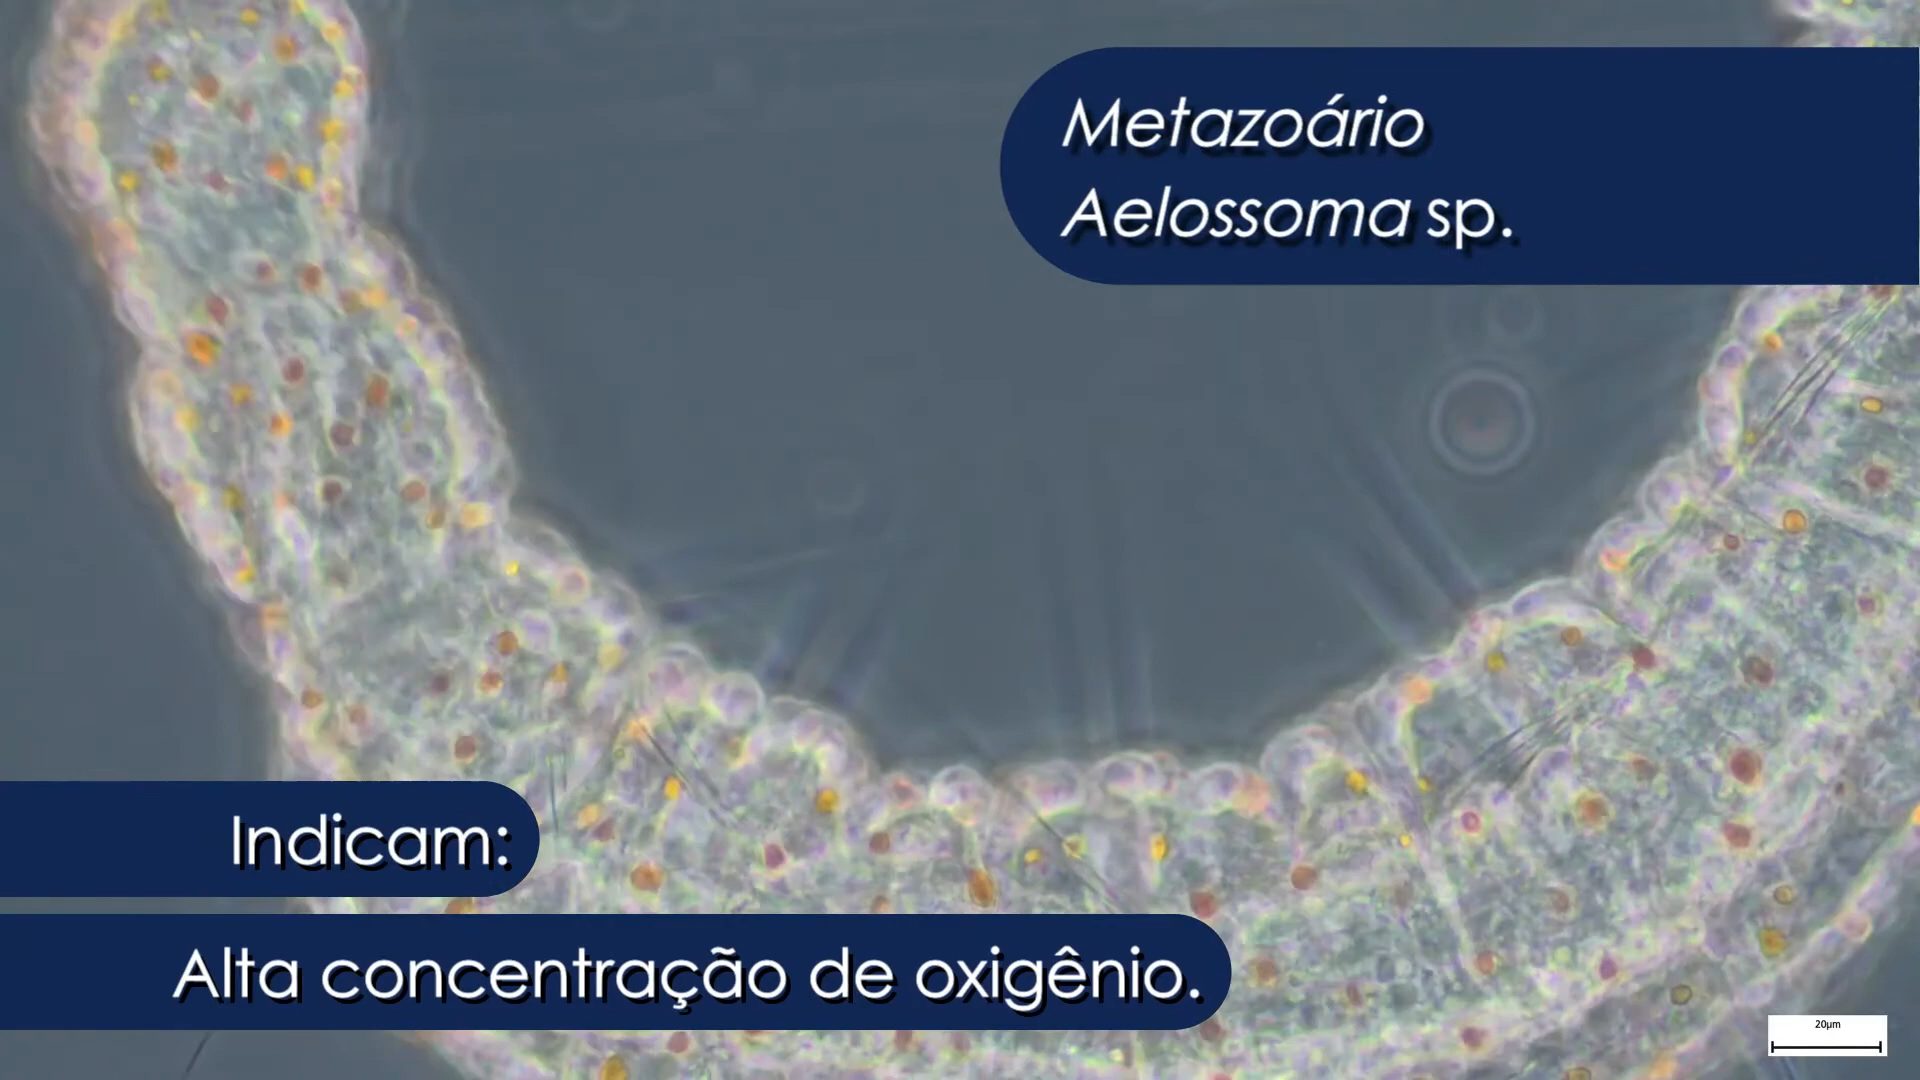 Metazoário
Aelossoma sp.
Indicam:
Alta concentração de oxigênio.
20µm